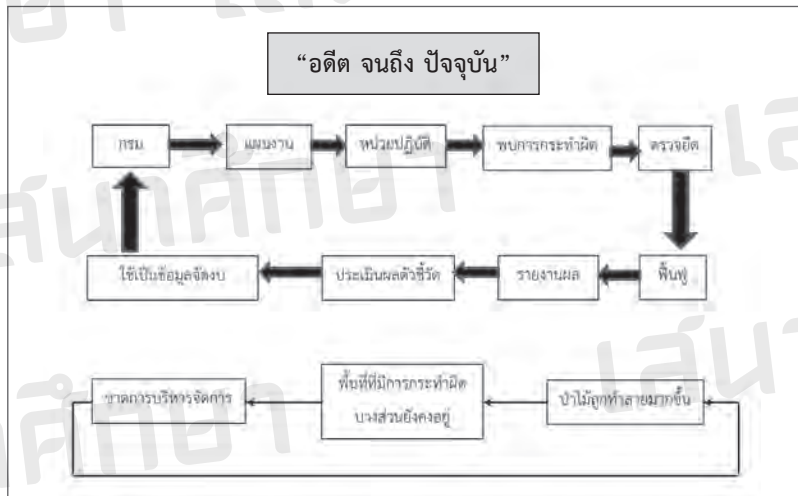 “อดีต จนถึง ปัจจุบัน”
กรม
แผนงาน
หน่วยปฏิบัติ
พบการกระทำผิด
ตรวจยึด
ใช้เป็นข้อมูลจัดงบ
ประเมินผลตัวชี้วัด
รายงานผล
ฟื้นฟู
ขาดการบริหารจัดการ
พื้นที่ที่มีการกระทำผิด
บางส่วนยังคงอยู่
ป่าไม้ถูกทำลายมากขึ้น